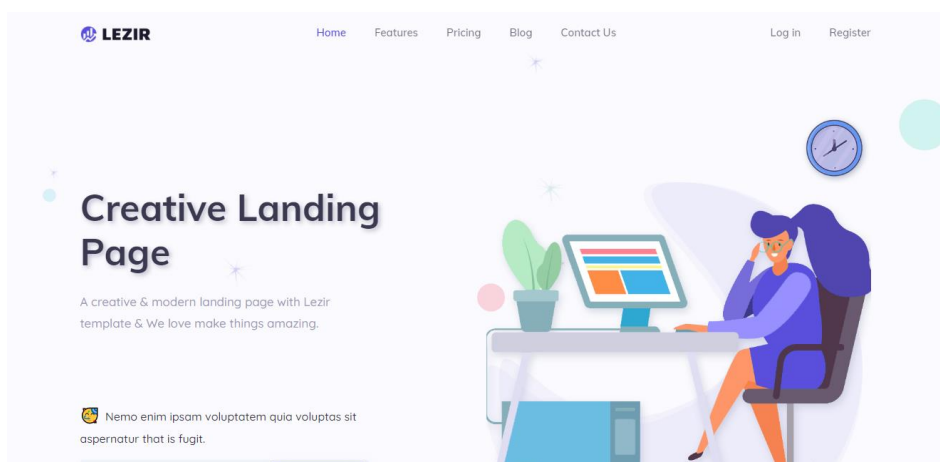 LEZIR
Home Features Pricing Blog Contact Us Log in Register
Creative Landing
Page
A creative & modern landing page with Lezir
template & We love make things amazing.
Nemo enim ipsam voluptatem quia voluptas sit
aspernatur that is fugit.